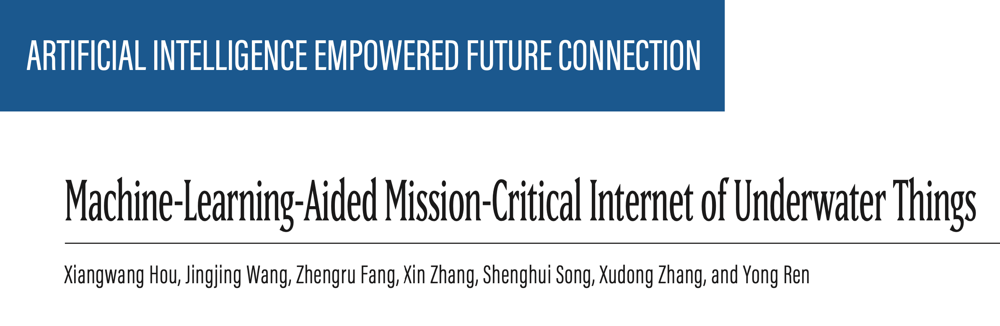 ARTIFICIAL INTELLIGENCE EMPOWERED FUTURE CONNECTION
Machine-Learning-Aided Mission-Critical Internet of Underwater Things
Xiangwang Hou, Jingjing Wang, Zhengru Fang, Xin Zhang, Shenghui Song, Xudong Zhang, and Yong Ren